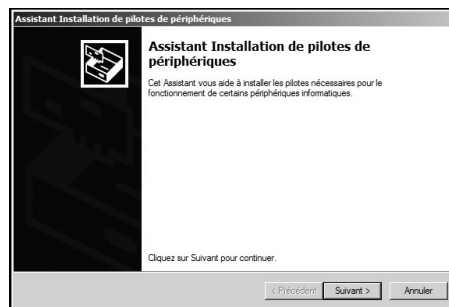 Assistant Installation de pilotes de périphériques
Assistant Installation de pilotes de
périphériques
Cet Assistant vous aide à installer les pilotes nécessaires pour le
fonctionnement de certains périphériques informatiques.
Cliquez sur Suivant pour continuer.
< Précédent Suivant > Annuler